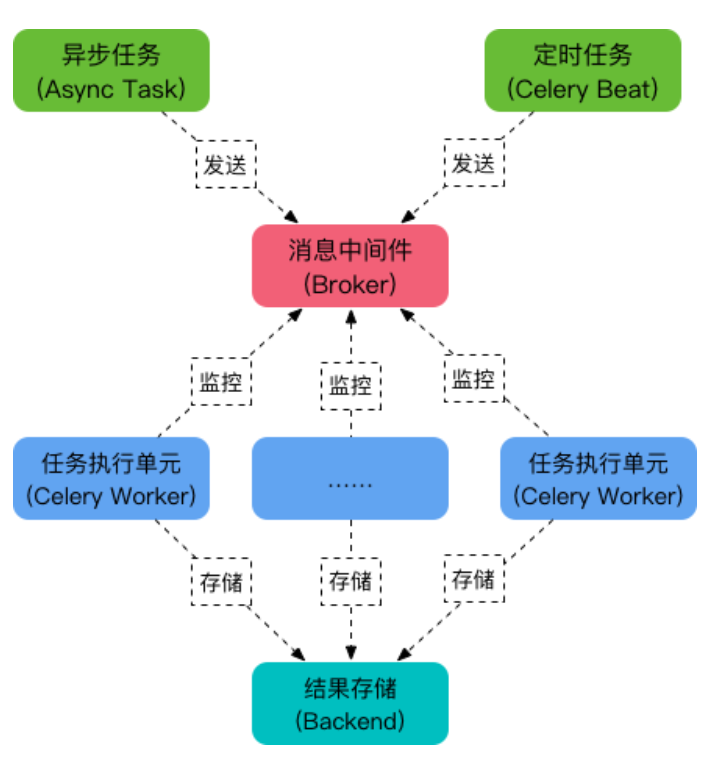 异步任务
(Async Task)
定时任务
(Celery Beat)
发送
发送
消息中间件
(Broker)
监控
监控
监控
任务执行单元
(Celery Worker)
……
任务执行单元
(Celery Worker)
存储
存储
存储
结果存储
(Backend)